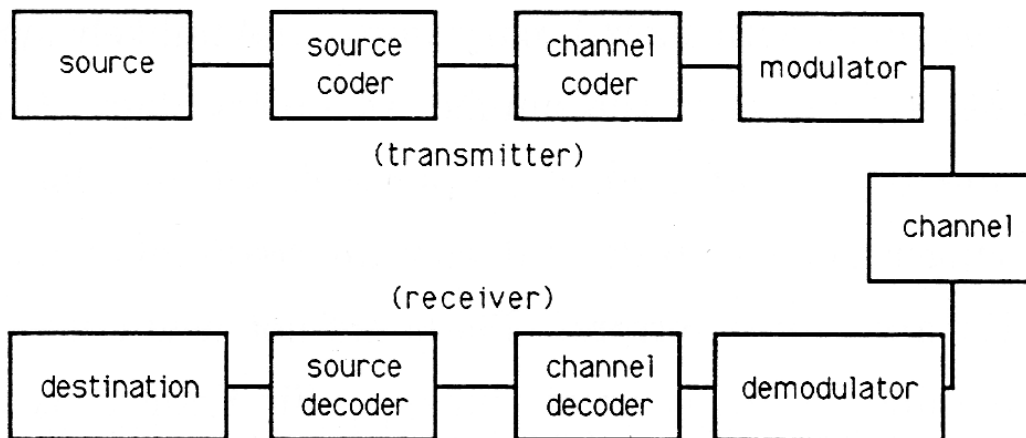 source
source
coder
channel
coder
modulator
(transmitter)
channel
(receiver)
destination
source
decoder
channel
decoder
demodulator